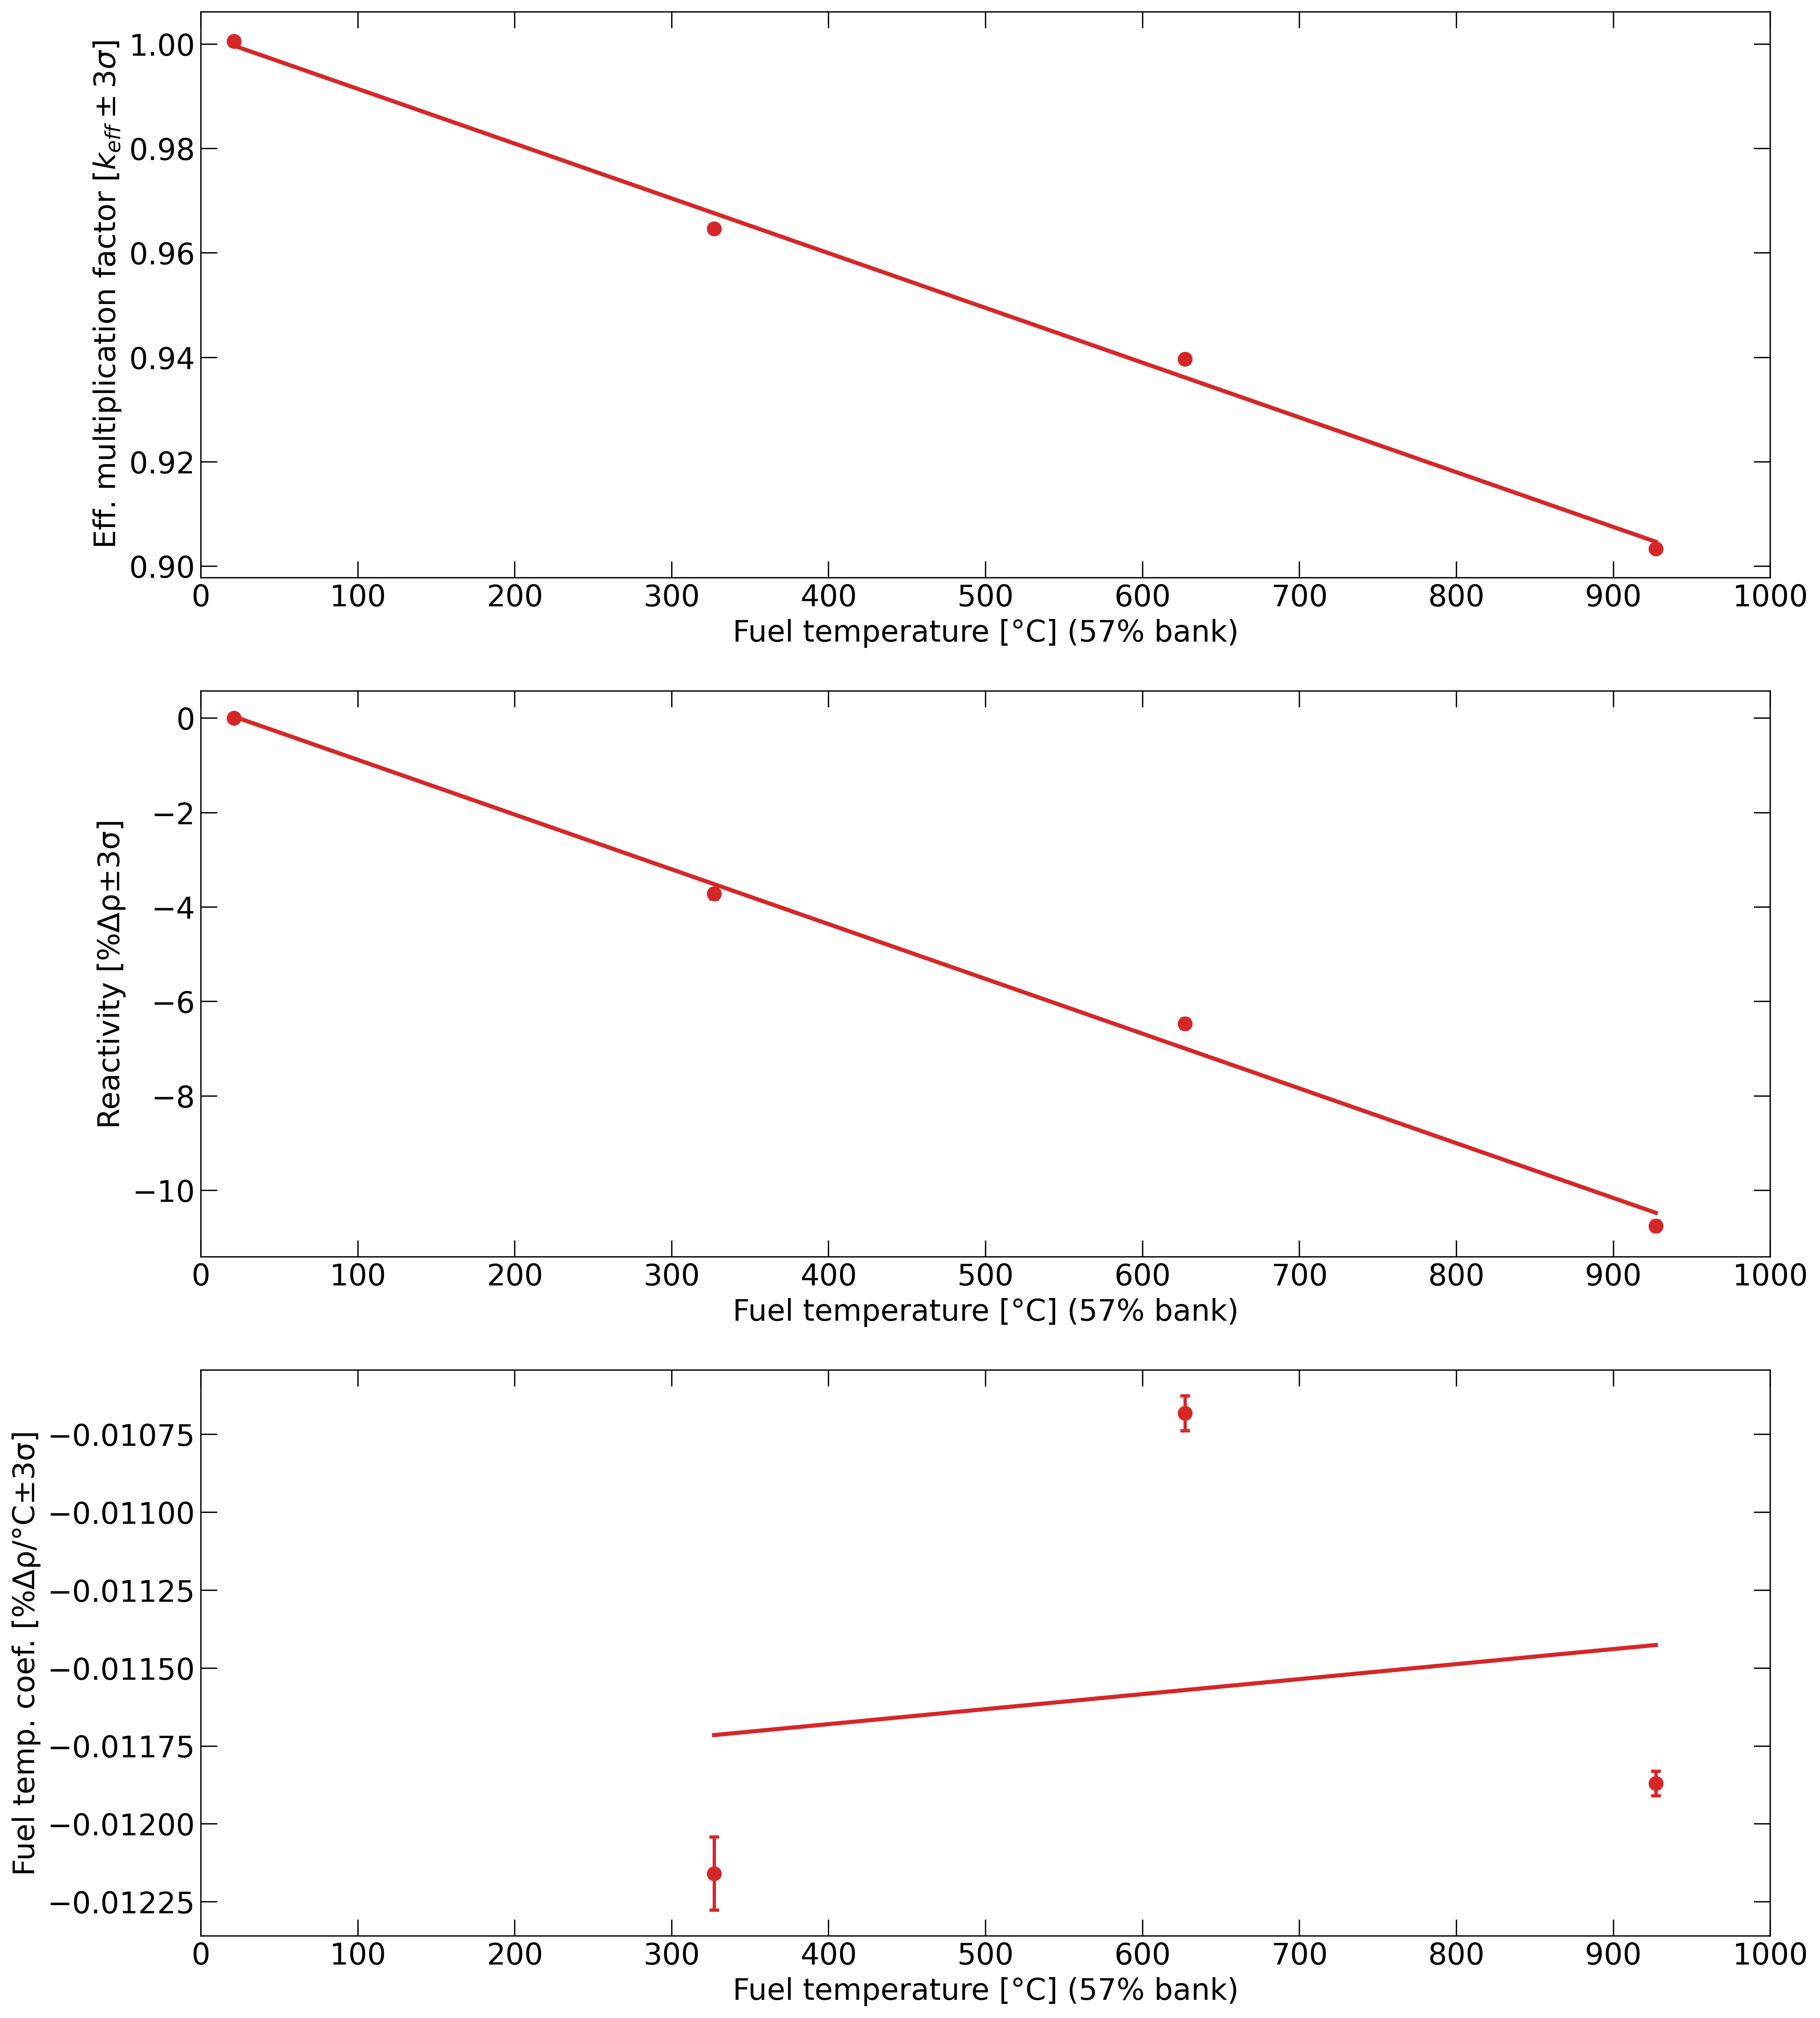 Eff. multiplication factor [k_eff ± 3σ]
1.00
0.98
0.96
0.94
0.92
0.90
0 100 200 300 400 500 600 700 800 900 1000
Fuel temperature [°C] (57% bank)
Reactivity [%Δρ±3σ]
0
−2
−4
−6
−8
−10
0 100 200 300 400 500 600 700 800 900 1000
Fuel temperature [°C] (57% bank)
Fuel temp. coef. [%Δρ/°C±3σ]
−0.01075
−0.01100
−0.01125
−0.01150
−0.01175
−0.01200
−0.01225
0 100 200 300 400 500 600 700 800 900 1000
Fuel temperature [°C] (57% bank)